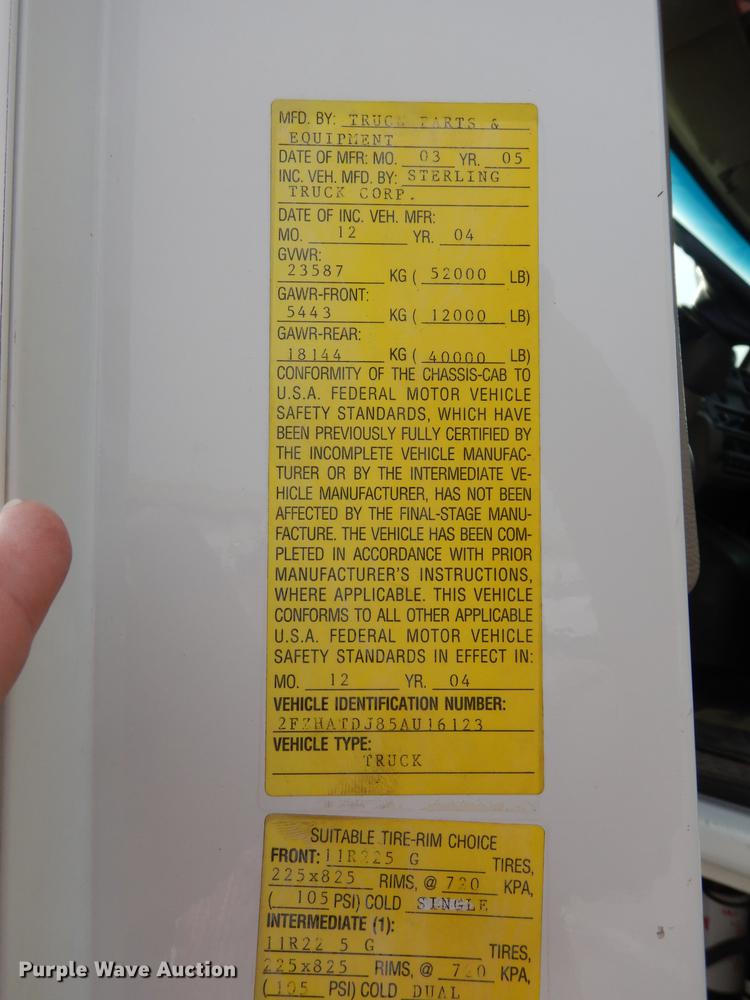 MFD. BY: TRUCK PARTS &
EQUIPMENT
DATE OF MFR: MO. 03 YR. 05
INC. VEH. MFD. BY: STERLING
TRUCK CORP.
DATE OF INC. VEH. MFR:
MO. 12 YR. 04
GVWR:
23587 KG ( 52000 LB)
GAWR-FRONT:
5443 KG ( 12000 LB)
GAWR-REAR:
18144 KG ( 40000 LB)
CONFORMITY OF THE CHASSIS-CAB TO
U.S.A. FEDERAL MOTOR VEHICLE
SAFETY STANDARDS, WHICH HAVE
BEEN PREVIOUSLY FULLY CERTIFIED BY
THE INCOMPLETE VEHICLE MANUFAC-
TURER OR BY THE INTERMEDIATE VE-
HICLE MANUFACTURER, HAS NOT BEEN
AFFECTED BY THE FINAL-STAGE MANU-
FACTURE. THE VEHICLE HAS BEEN COM-
PLETED IN ACCORDANCE WITH PRIOR
MANUFACTURER'S INSTRUCTIONS,
WHERE APPLICABLE. THIS VEHICLE
CONFORMS TO ALL OTHER APPLICABLE
U.S.A. FEDERAL MOTOR VEHICLE
SAFETY STANDARDS IN EFFECT IN:
MO. 12 YR. 04
VEHICLE IDENTIFICATION NUMBER:
2FZHATDJ85AU16123
VEHICLE TYPE:
TRUCK
SUITABLE TIRE-RIM CHOICE
FRONT: 11R225 G TIRES,
225x825 RIMS, @ 720 KPA,
( 105 PSI) COLD SINGLE
INTERMEDIATE (1):
11R22 5 G TIRES,
225x825 RIMS, @ 720 KPA,
( 105 PSI) COLD DUAL
Purple Wave Auction